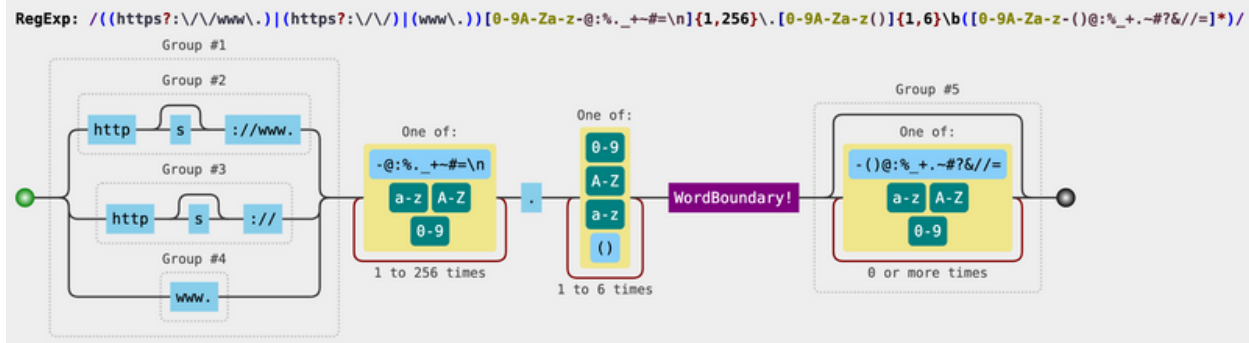 RegExp: /((https?:\/\/www\.)|(https?:\/\/)|(www\.))[0-9A-Za-z-@:%._+~#=\n]{1,256}\.[0-9A-Za-z()]{1,6}\b([0-9A-Za-z-()@:%_+.~#?&//=]*)/
Group #1
Group #2
http s ://www.
Group #3
http s ://
Group #4
www.
One of:
-@:%._+~#=\n
a-z A-Z
0-9
1 to 256 times
.
One of:
0-9
A-Z
a-z
()
1 to 6 times
WordBoundary!
Group #5
One of:
-()@:%_+.~#?&//=
a-z A-Z
0-9
0 or more times